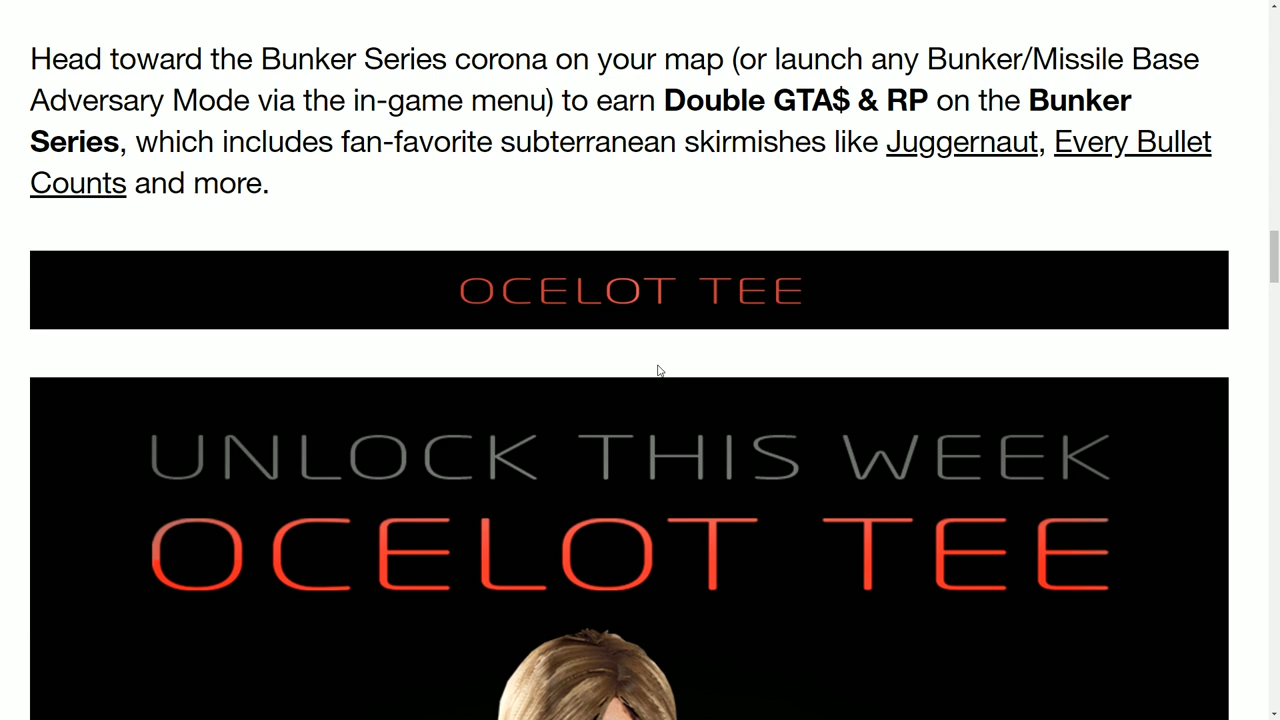 Head toward the Bunker Series corona on your map (or launch any Bunker/Missile Base
Adversary Mode via the in-game menu) to earn Double GTA$ & RP on the Bunker
Series, which includes fan-favorite subterranean skirmishes like Juggernaut, Every Bullet
Counts and more.
OCELOT TEE
UNLOCK THIS WEEK
OCELOT TEE